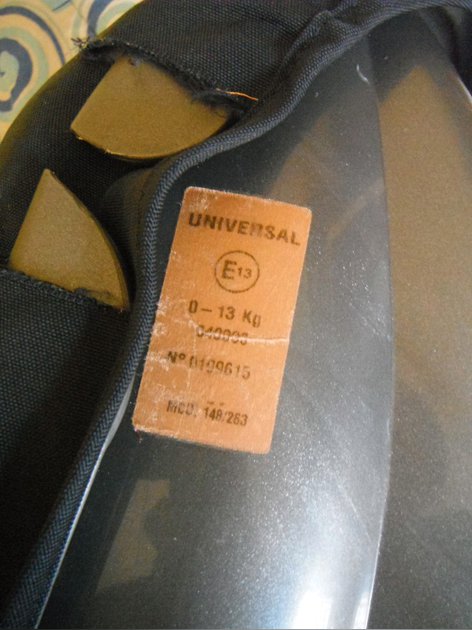 UNIVERSAL
E13
0 - 13 Kg
Nº 0109615
MOD. 148/263